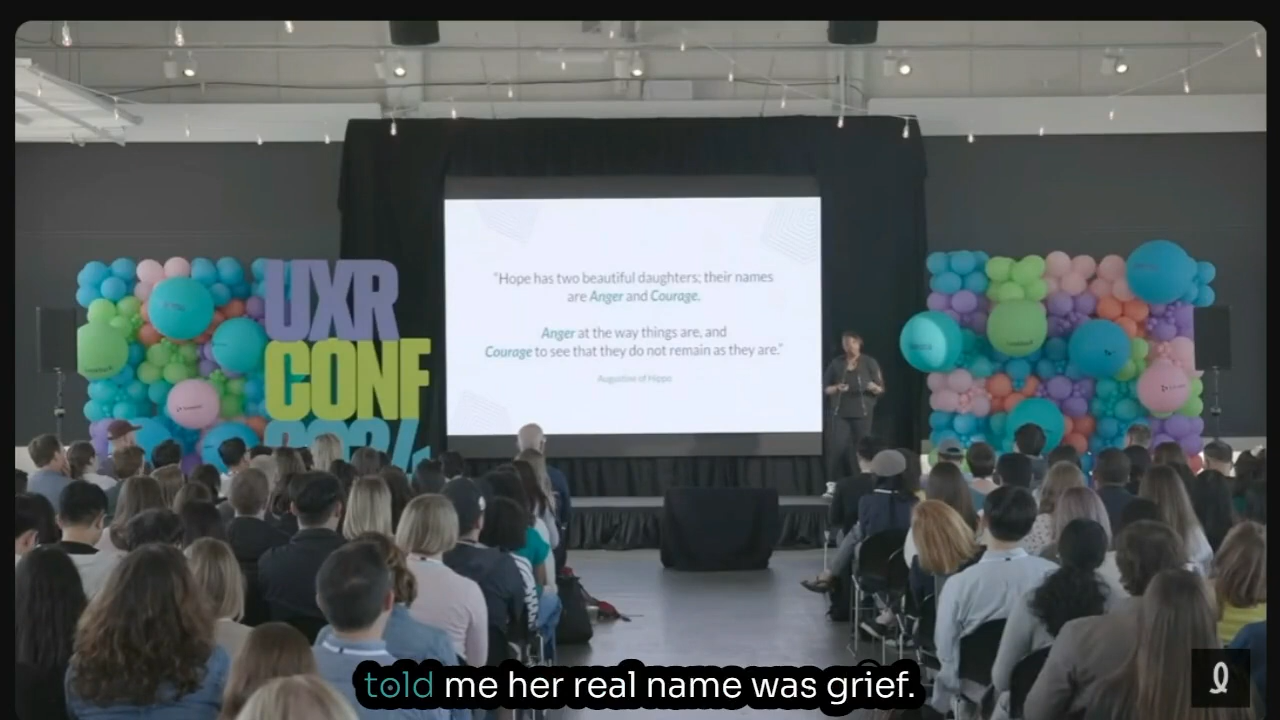 UXR
CONF
2024
"Hope has two beautiful daughters; their names
are Anger and Courage.
Anger at the way things are, and
Courage to see that they do not remain as they are."
Augustine of Hippo
told me her real name was grief.